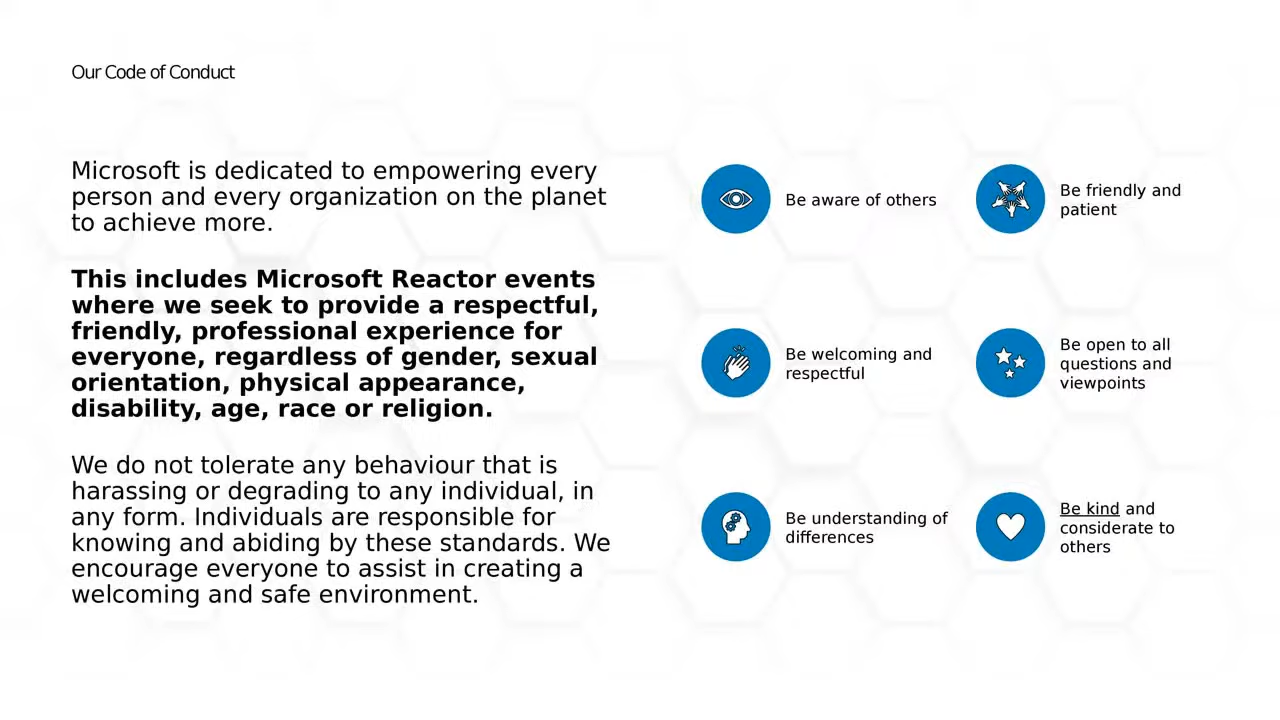 Our Code of Conduct
Microsoft is dedicated to empowering every
person and every organization on the planet
to achieve more.
This includes Microsoft Reactor events
where we seek to provide a respectful,
friendly, professional experience for
everyone, regardless of gender, sexual
orientation, physical appearance,
disability, age, race or religion.
We do not tolerate any behaviour that is
harassing or degrading to any individual, in
any form. Individuals are responsible for
knowing and abiding by these standards. We
encourage everyone to assist in creating a
welcoming and safe environment.
Be aware of others
Be friendly and
patient
Be welcoming and
respectful
Be open to all
questions and
viewpoints
Be understanding of
differences
Be kind and
considerate to
others